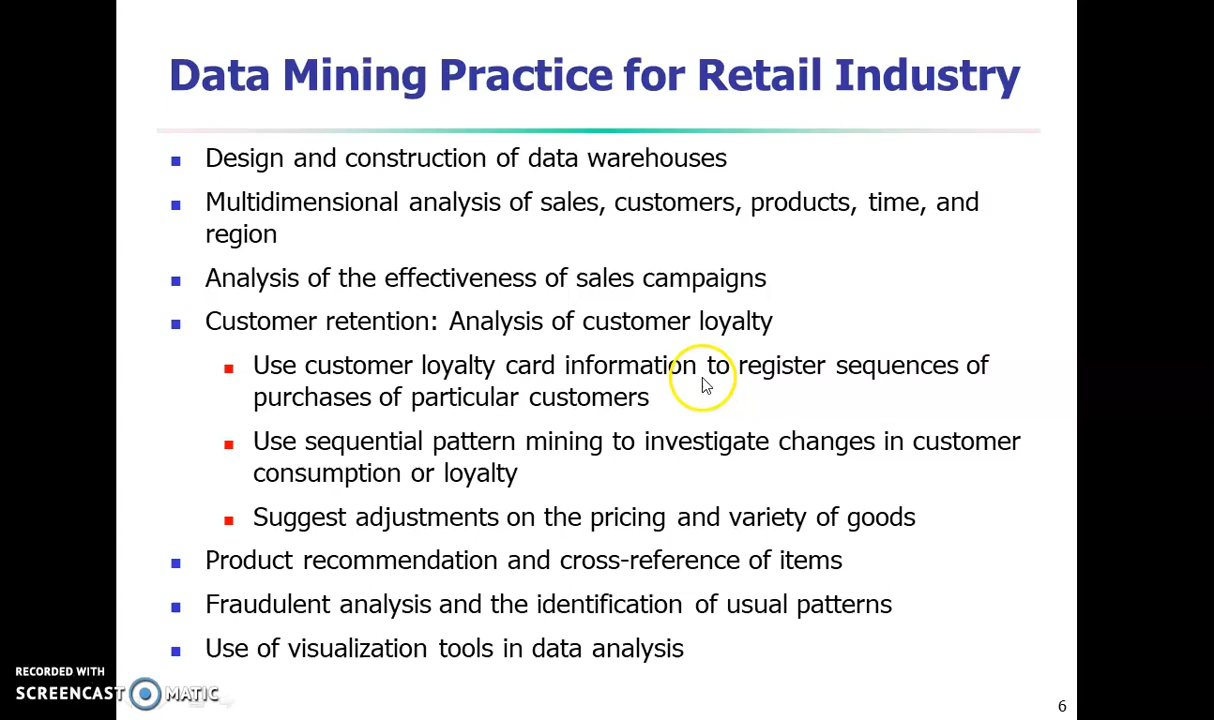 Data Mining Practice for Retail Industry
Design and construction of data warehouses
Multidimensional analysis of sales, customers, products, time, and
region
Analysis of the effectiveness of sales campaigns
Customer retention: Analysis of customer loyalty
Use customer loyalty card information to register sequences of
purchases of particular customers
Use sequential pattern mining to investigate changes in customer
consumption or loyalty
Suggest adjustments on the pricing and variety of goods
Product recommendation and cross-reference of items
Fraudulent analysis and the identification of usual patterns
Use of visualization tools in data analysis
RECORDED WITH
SCREENCAST MATIC
6